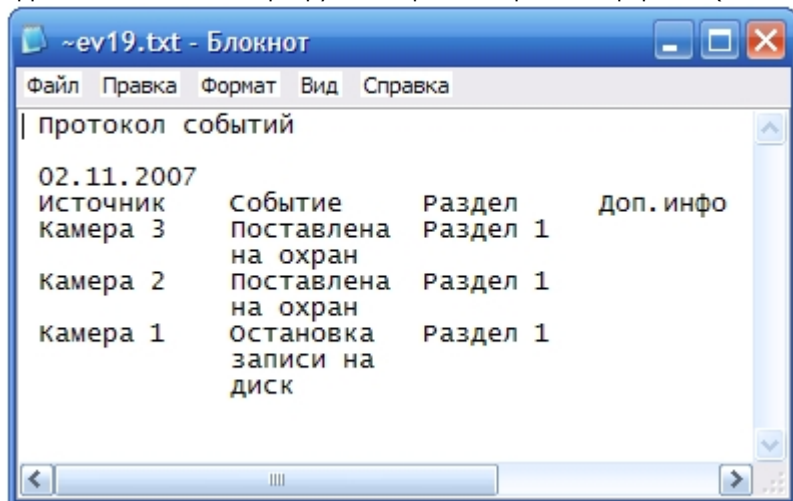 ~ev19.txt - Блокнот
Файл Правка Формат Вид Справка
Протокол событий
02.11.2007
Источник Событие Раздел Доп.инфо
Камера 3 Поставлена Раздел 1
на охран
Камера 2 Поставлена Раздел 1
на охран
Камера 1 Остановка Раздел 1
записи на
диск